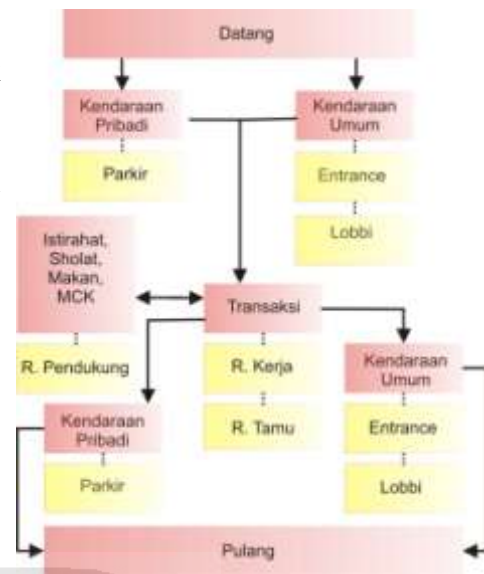 Datang
Kendaraan
Pribadi
Kendaraan
Umum
Parkir
Entrance
Lobbi
Istirahat,
Sholat,
Makan,
MCK
Transaksi
R. Pendukung
R. Kerja
Kendaraan
Umum
Kendaraan
Pribadi
R. Tamu
Entrance
Parkir
Lobbi
Pulang